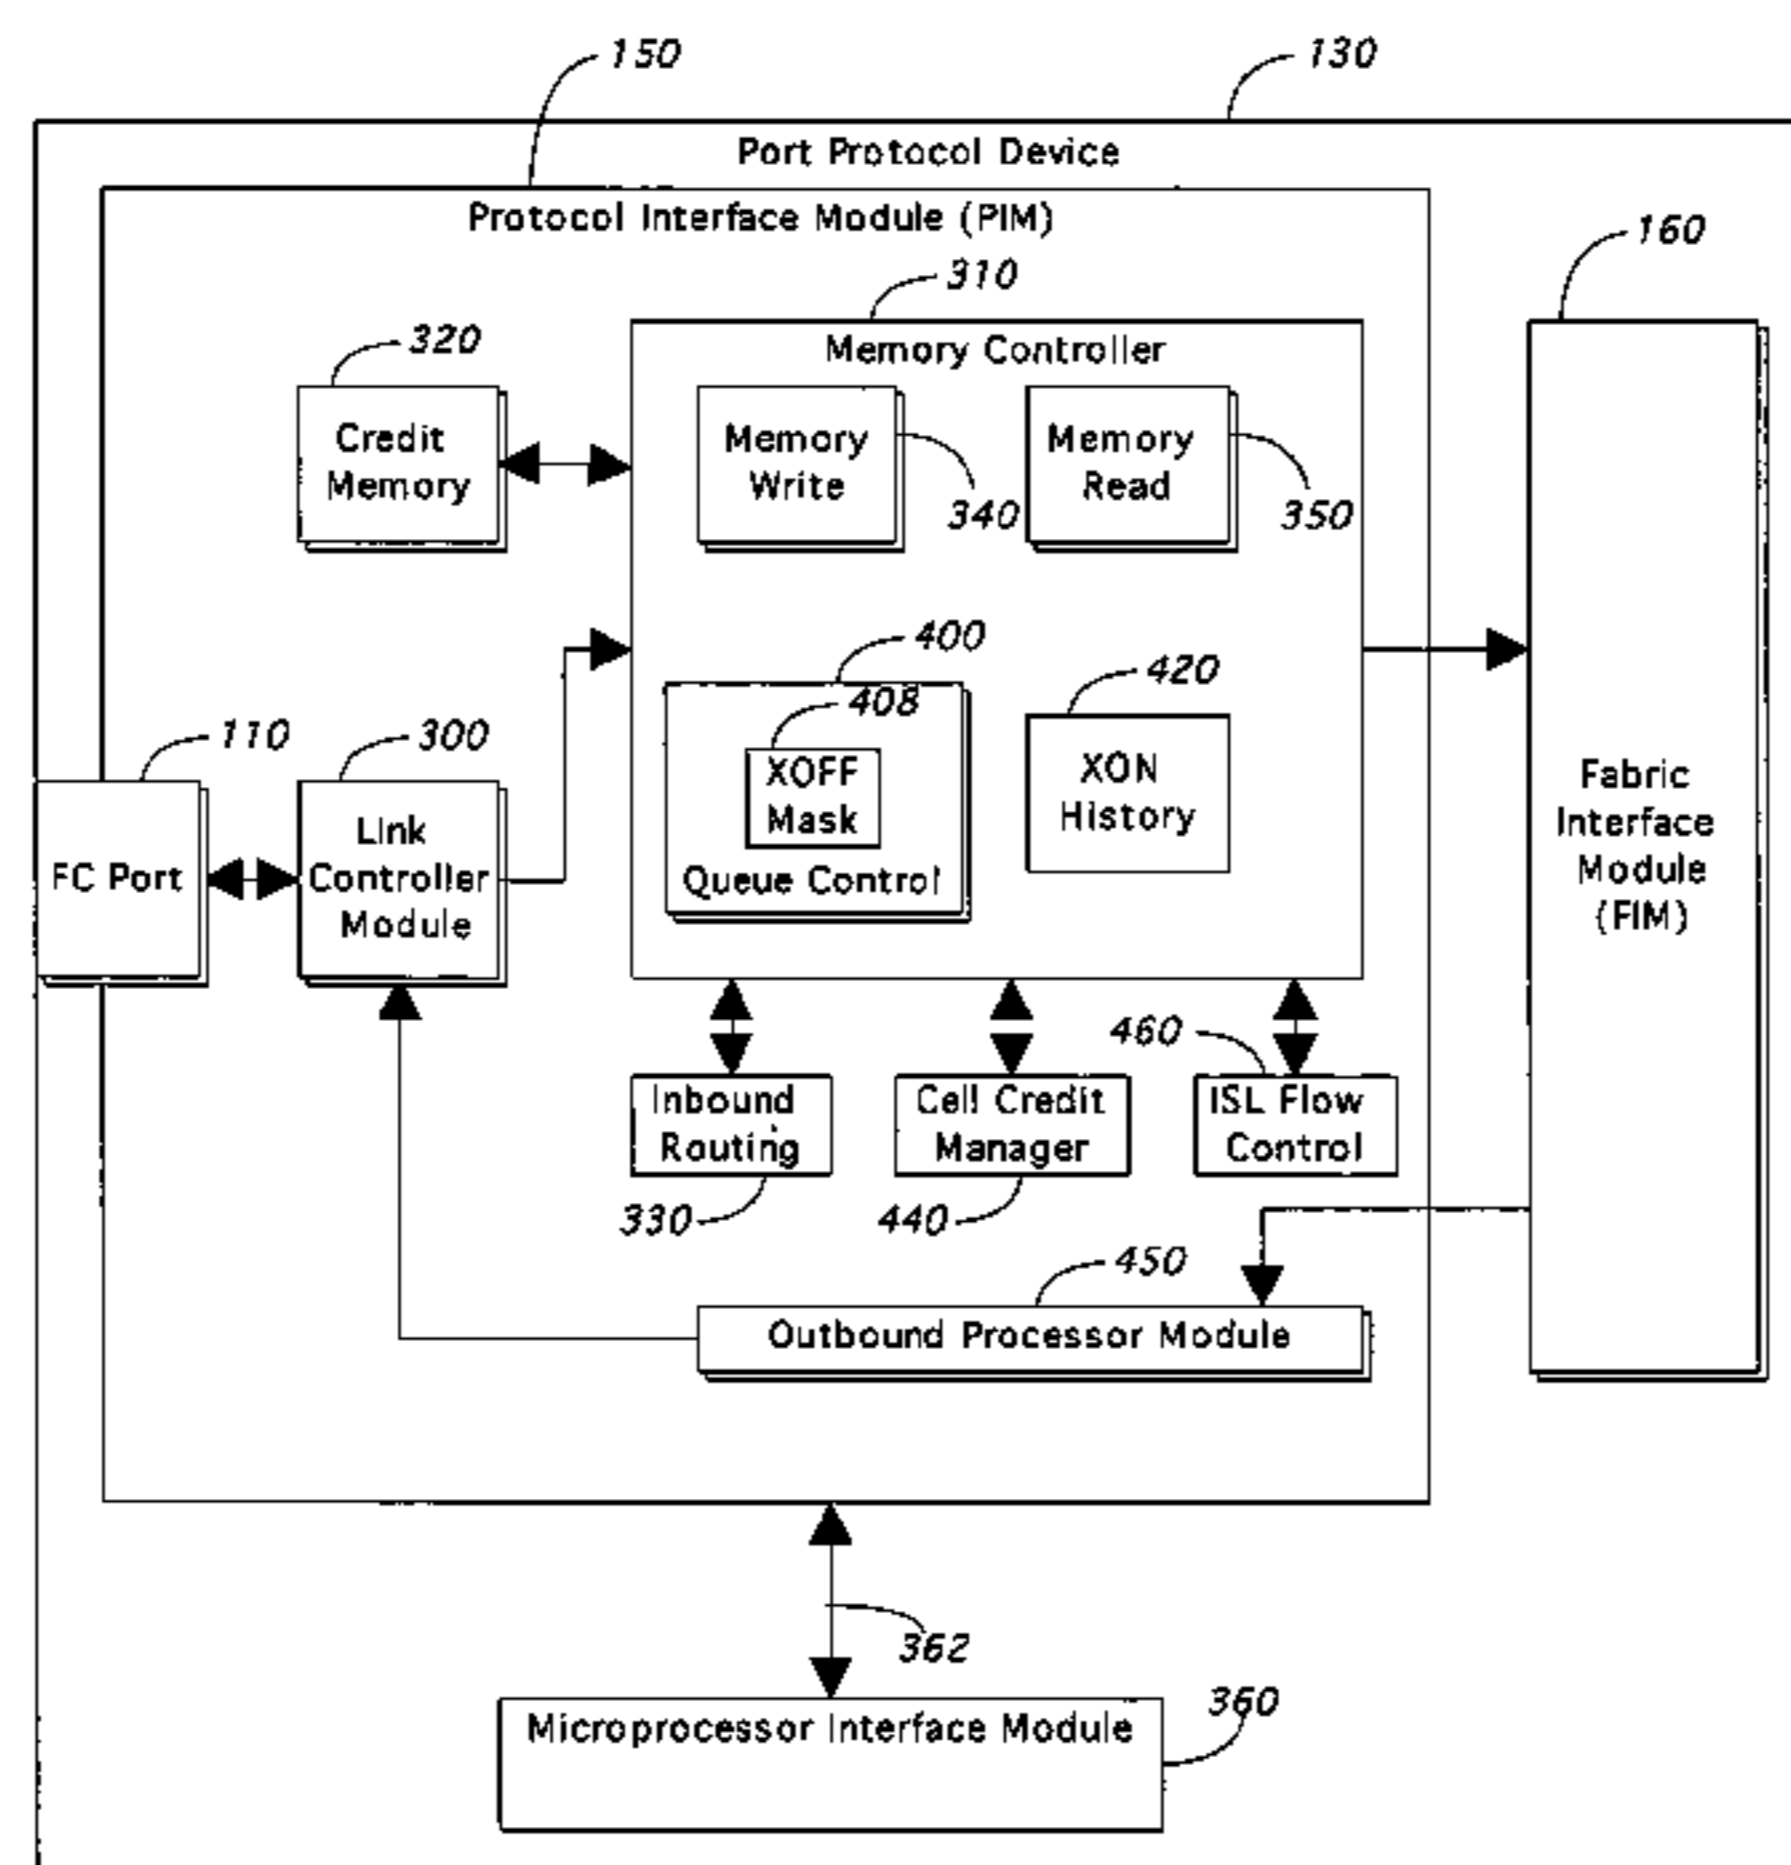 150
130
Port Protocol Device
Protocol Interface Module (PIM)
160
310
320
Memory Controller
Credit
Memory
Memory
Write
340
Memory
Read
350
400
408
XOFF
Mask
Queue Control
420
XON
History
110
FC Port
300
Link
Controller
Module
Fabric
Interface
Module
(FIM)
460
Inbound
Routing
330
Cell Credit
Manager
440
ISL Flow
Control
450
Outbound Processor Module
362
360
Microprocessor Interface Module